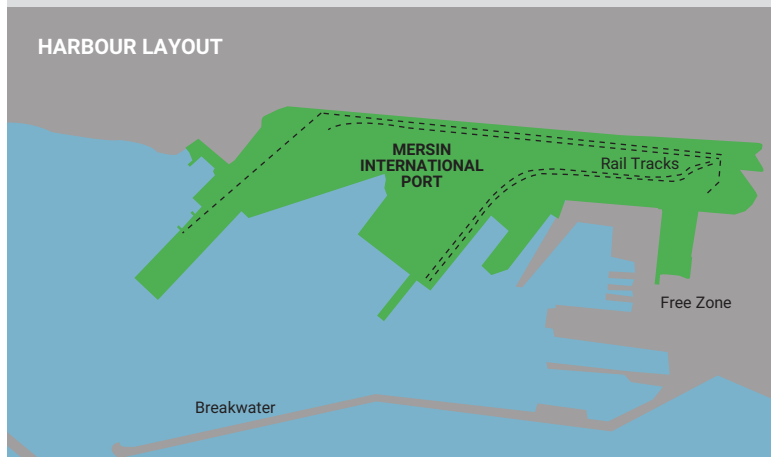 HARBOUR LAYOUT
MERSIN
INTERNATIONAL
PORT
Rail Tracks
Free Zone
Breakwater